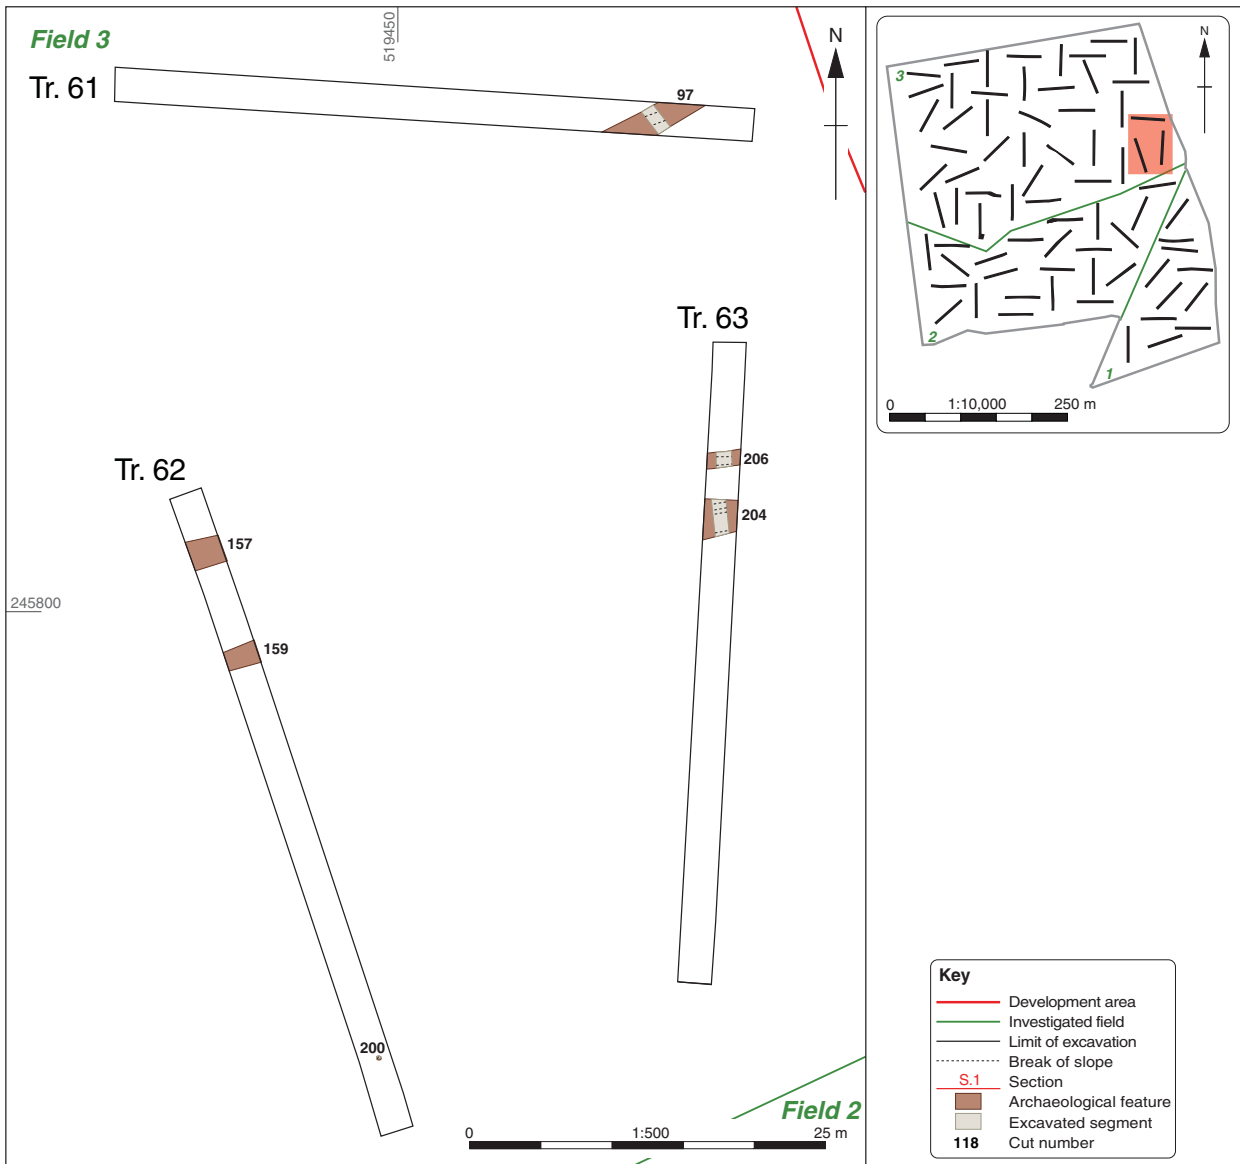 Field 3
519450
Tr. 61
97
N
Tr. 63
206
204
Tr. 62
157
159
245800
200
Field 2
0 1:500 25 m
N
3
2
1
0 1:10,000 250 m
Key
Development area
Investigated field
Limit of excavation
Break of slope
S.1 Section
Archaeological feature
Excavated segment
118 Cut number